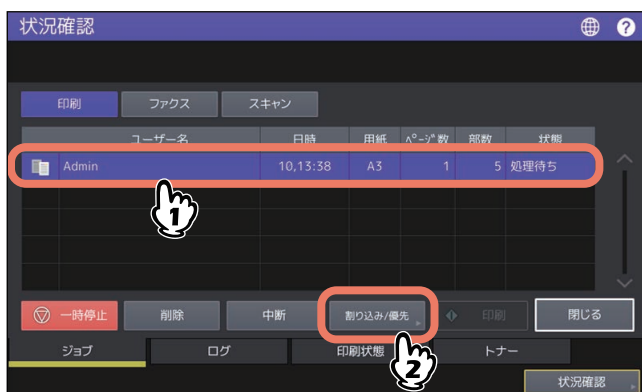 状況確認
印刷 ファクス スキャン
ユーザー名 日時 用紙 ページ数 部数 状態
Admin 10,13:38 A3 1 5 処理待ち
1
一時停止 削除 中断 割り込み/優先 印刷 閉じる
ジョブ ログ 印刷状態 トナー
2
状況確認